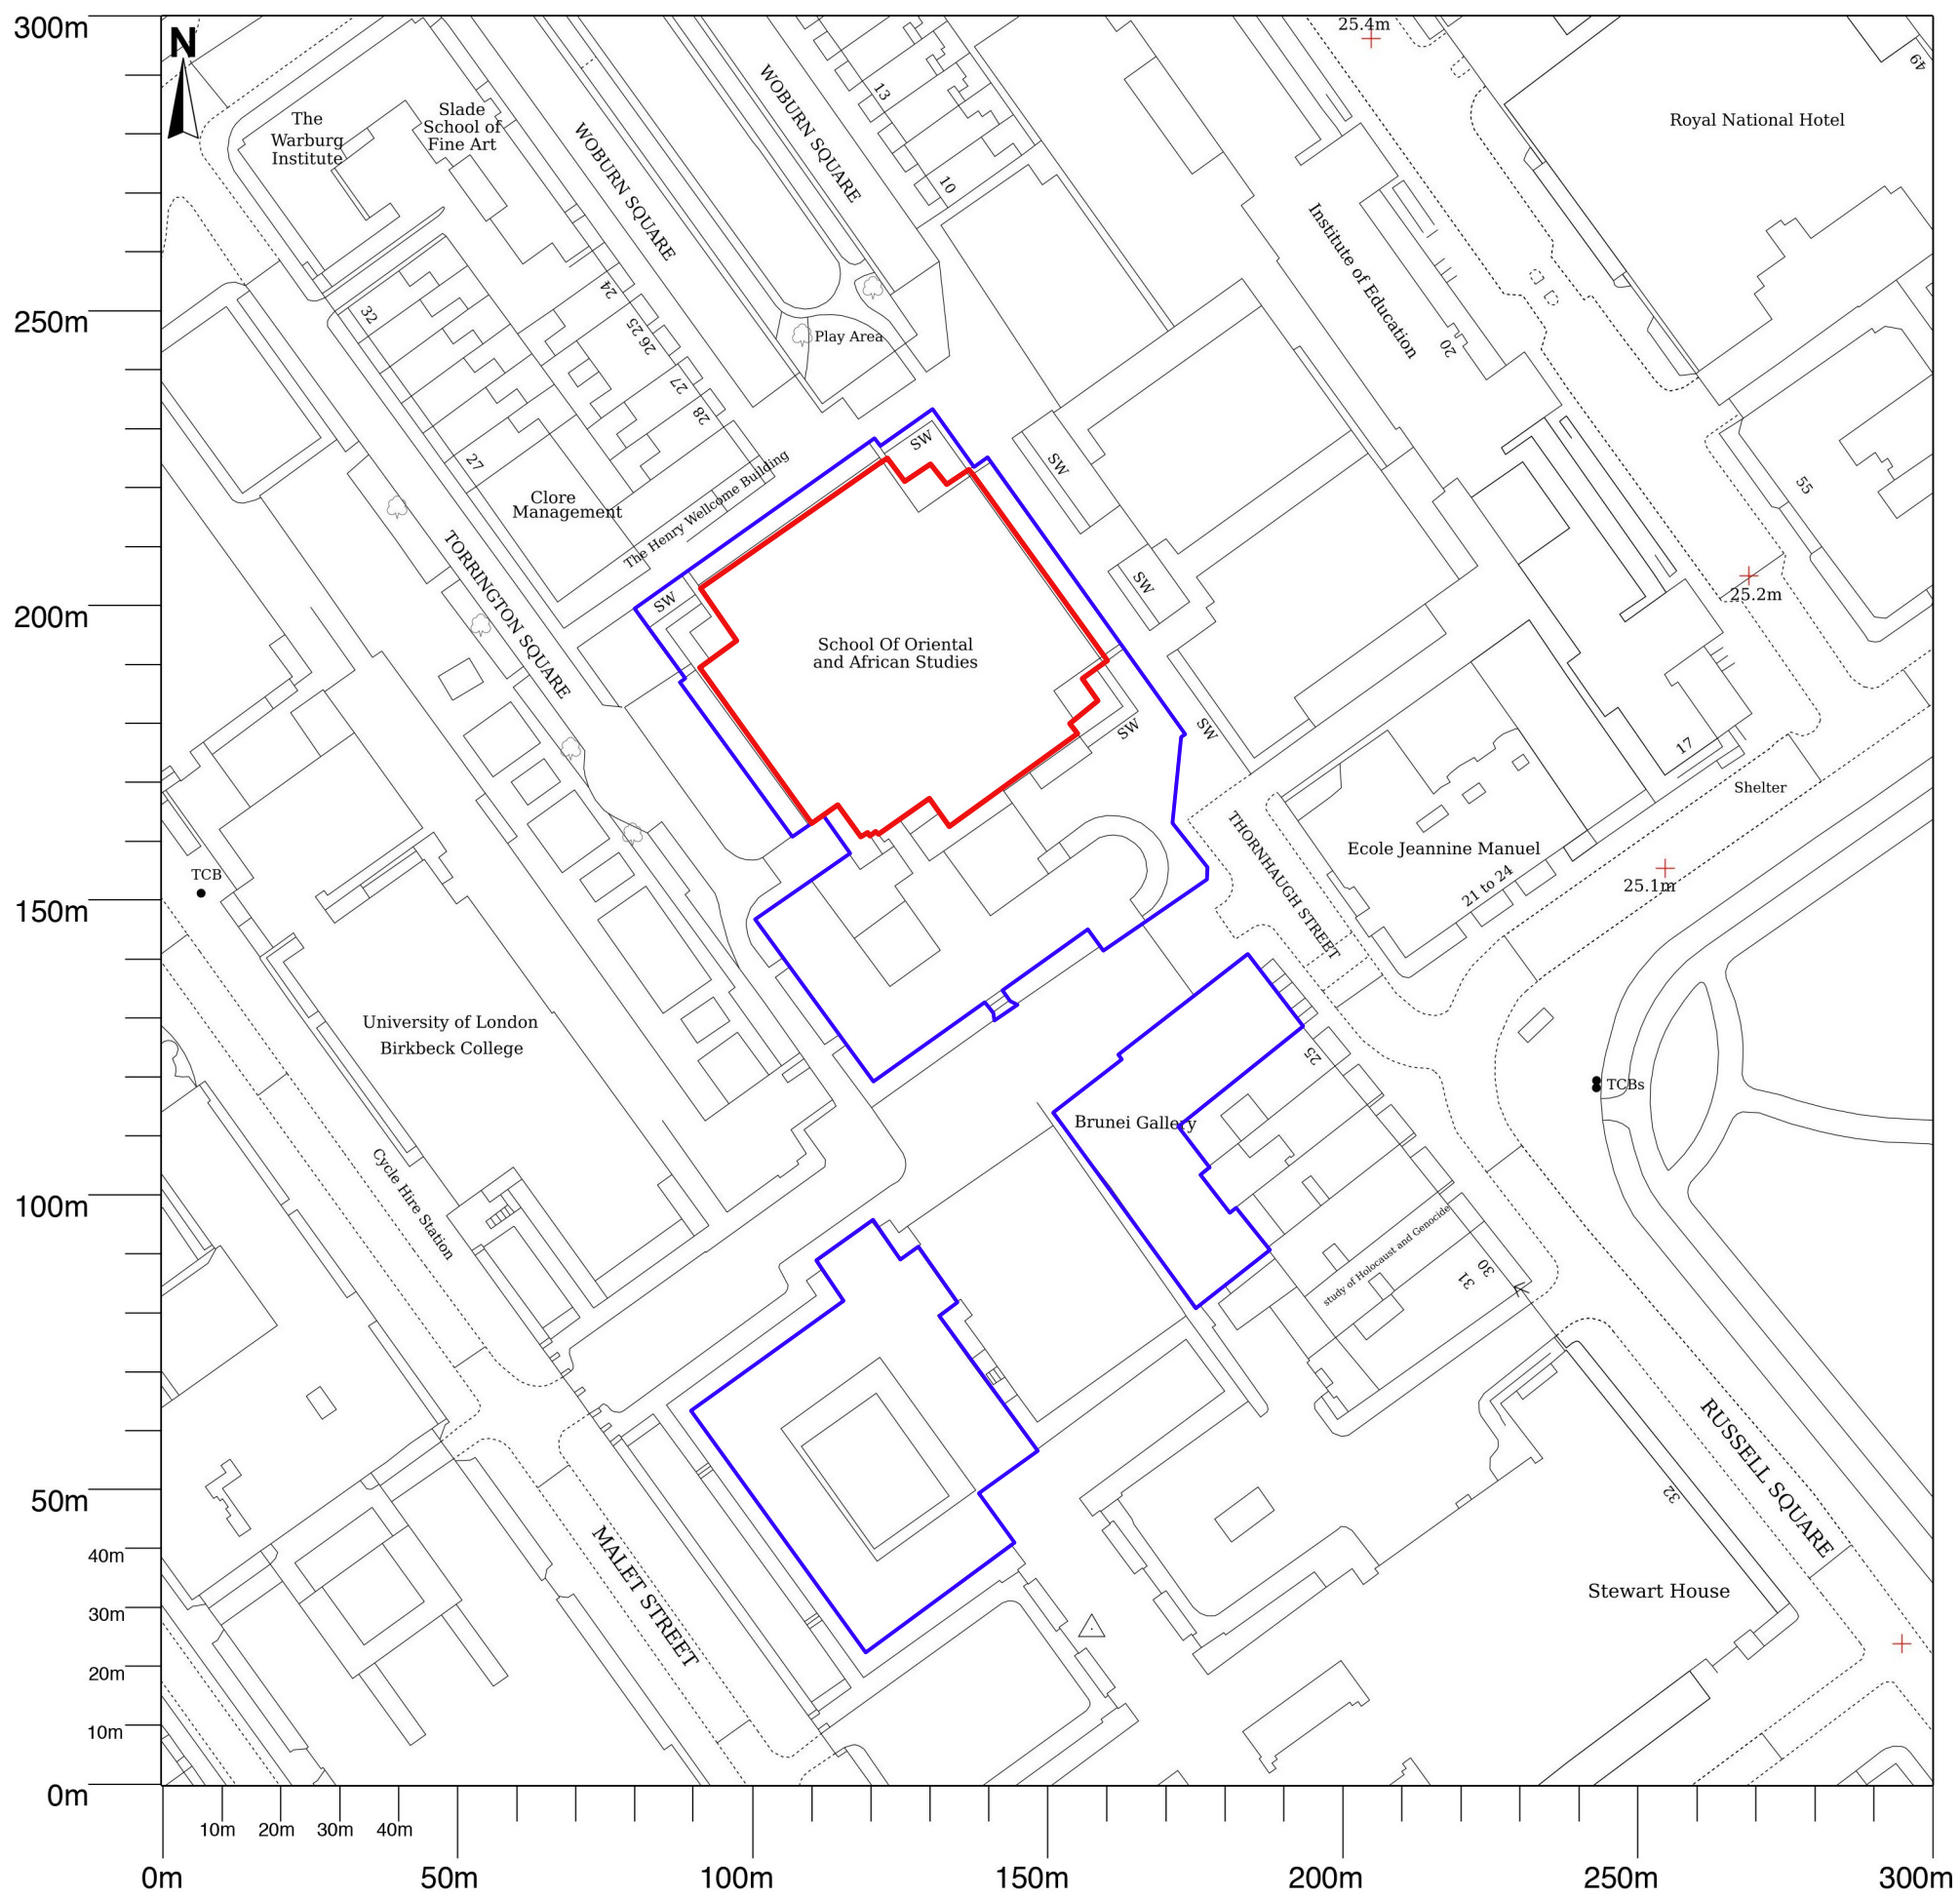 300m
N
25.4m
49
WOBURN SQUARE
WOBURN SQUARE
13
10
The
Warburg
Institute
Slade
School of
Fine Art
Royal National Hotel
Institute of Education
20
24
25
26
27
28
32
27
250m
Play Area
SW
SW
55
Clore
Management
The Henry Wellcome Building
TORRINGTON SQUARE
SW
SW
25.2m
200m
School Of Oriental
and African Studies
SW
SW
17
Shelter
THORNHAUGH STREET
Ecole Jeannine Manuel
21 to 24
25.1m
TCB
150m
University of London
Birkbeck College
25
TCBs
Brunei Gallery
Cycle Hire Station
100m
study of Holocaust and Genocide
30
31
RUSSELL SQUARE
32
50m
MALET STREET
40m
Stewart House
30m
20m
10m
0m
10m
20m
30m
40m
0m
50m
100m
150m
200m
250m
300m